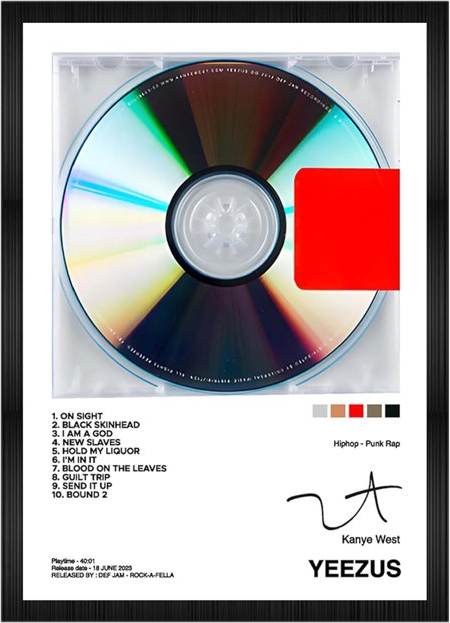 1. ON SIGHT
2. BLACK SKINHEAD
3. I AM A GOD
4. NEW SLAVES
5. HOLD MY LIQUOR
6. I'M IN IT
7. BLOOD ON THE LEAVES
8. GUILT TRIP
9. SEND IT UP
10. BOUND 2
Hiphop - Punk Rap
Kanye West
Playtime - 40:01
Release date - 18 JUNE 2023
RELEASED BY : DEF JAM - ROCK-A-FELLA
YEEZUS